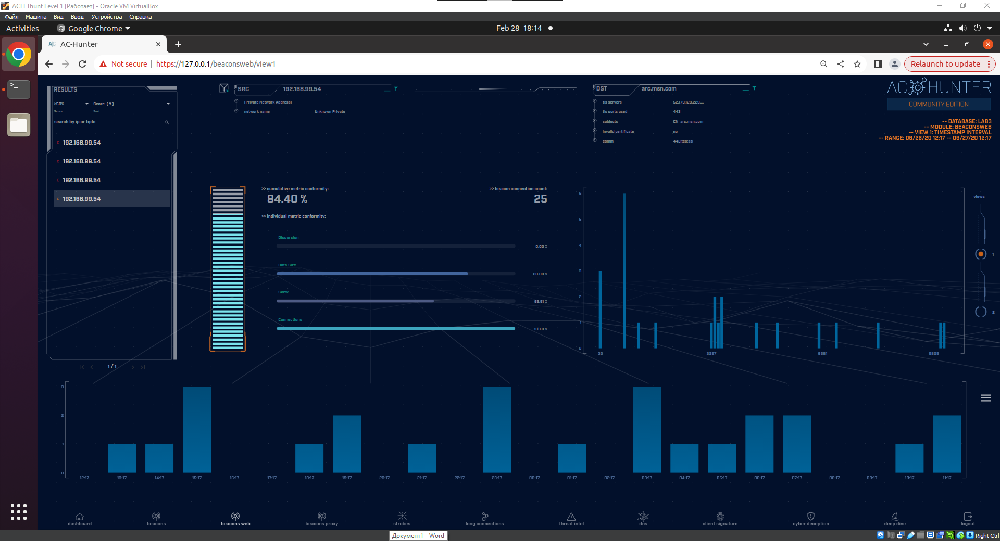 ACH Thunt Level 1 [Работает] - Oracle VM VirtualBox
Файл Машина Вид Ввод Устройства Справка
Activities Google Chrome Feb 28 18:14
AC-Hunter
Not secure https://127.0.0.1/beaconsweb/view1 Relaunch to update
RESULTS
>50% Score [▼]
Score Sort
search by ip or fqdn
192.168.99.54
192.168.99.54
192.168.99.54
192.168.99.54
1 / 1
SRC 192.168.99.54
[Private Network Address]
network name Unknown Private
DST arc.msn.com
tls servers 52.179.129.229,...
tls ports used 443
subjects CN=arc.msn.com
invalid certificate no
comm 443:tcp:ssl
AC HUNTER
COMMUNITY EDITION
-- DATABASE: LAB3
-- MODULE: BEACONSWEB
-- VIEW 1: TIMESTAMP INTERVAL
-- RANGE: 06/26/20 12:17 -- 06/27/20 12:17
>> cumulative metric conformity:
84.40 %
>> beacon connection count:
25
>> individual metric conformity:
Dispersion
0.00 %
Data Size
80.00 %
Skew
65.51 %
Connections
100.0 %
6
5
4
3
2
1
0
33 3297 6561 9825
views
1
2
3
2
1
0
12:17 13:17 14:17 15:17 16:17 17:17 18:17 19:17 20:17 21:17 22:17 23:17 00:17 01:17 02:17 03:17 04:17 05:17 06:17 07:17 08:17 09:17 10:17 11:17
dashboard beacons beacons web beacons proxy strobes long connections threat intel dns client signature cyber deception deep dive logout
Документ1 - Word
Right Ctrl